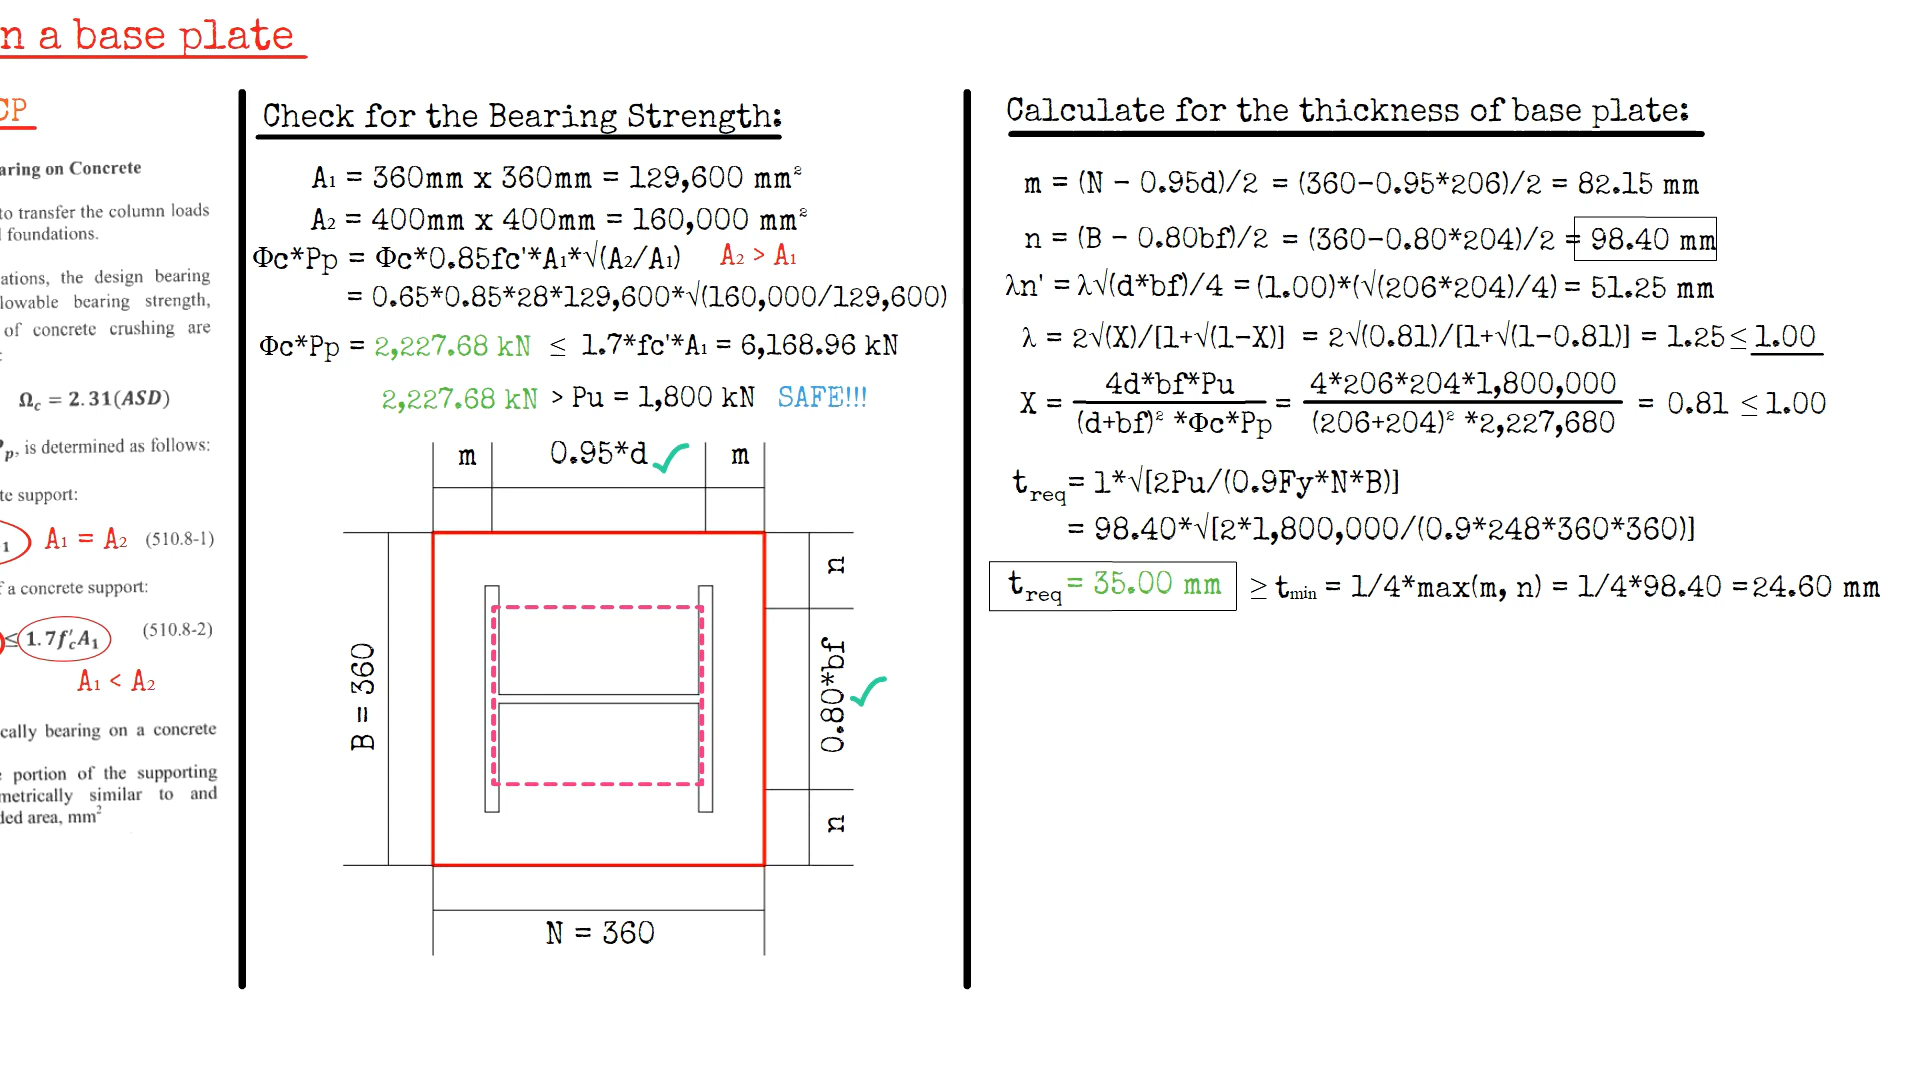 n a base plate
CP
aring on Concrete
to transfer the column loads
foundations.
ations, the design bearing
lowable bearing strength,
of concrete crushing are
:
Ωc = 2.31(ASD)
Pp, is determined as follows:
te support:
1 A1 = A2 (510.8-1)
f a concrete support:
≤ 1.7f'cA1 (510.8-2)
A1 < A2
cally bearing on a concrete
portion of the supporting
metrically similar to and
ded area, mm²
Check for the Bearing Strength:
A1 = 360mm x 360mm = 129,600 mm²
A2 = 400mm x 400mm = 160,000 mm²
Φc*Pp = Φc*0.85fc'*A1*√(A2/A1) A2 > A1
= 0.65*0.85*28*129,600*√(160,000/129,600)
Φc*Pp = 2,227.68 kN ≤ 1.7*fc'*A1 = 6,168.96 kN
2,227.68 kN > Pu = 1,800 kN SAFE!!!
m 0.95*d m
n
B = 360
0.80*bf
n
N = 360
Calculate for the thickness of base plate:
m = (N - 0.95d)/2 = (360-0.95*206)/2 = 82.15 mm
n = (B - 0.80bf)/2 = (360-0.80*204)/2 = 98.40 mm
λn' = λ√(d*bf)/4 = (1.00)*(√(206*204)/4) = 51.25 mm
λ = 2√(X)/[1+√(1-X)] = 2√(0.81)/[1+√(1-0.81)] = 1.25 ≤ 1.00
4d*bf*Pu 4*206*204*1,800,000
X = = = 0.81 ≤ 1.00
(d+bf)² *Φc*Pp (206+204)² *2,227,680
treq = l*√[2Pu/(0.9Fy*N*B)]
= 98.40*√[2*1,800,000/(0.9*248*360*360)]
treq = 35.00 mm ≥ tmin = 1/4*max(m, n) = 1/4*98.40 = 24.60 mm